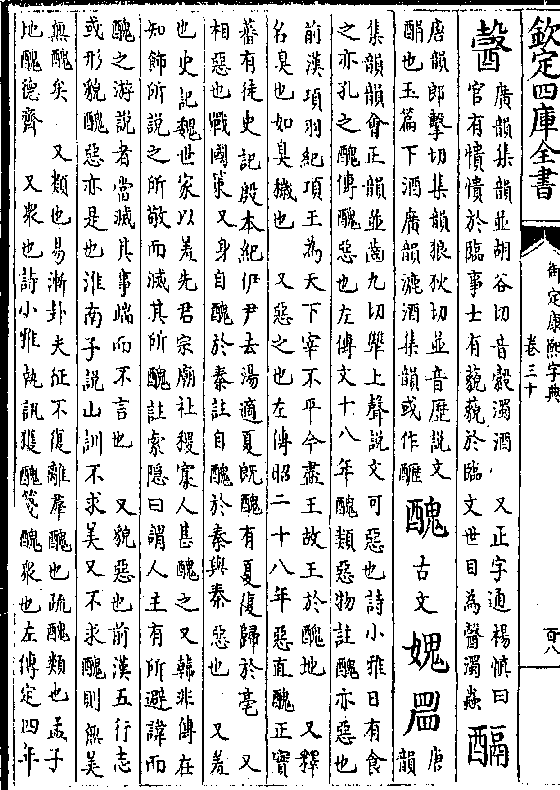 欽定四庫全書
御定康熙字典
卷三十
百八
廣韻集韻並胡谷切音縠濁酒　又正字通楊慎曰
官有憒憒於臨事士有藐藐於臨文世目為濁蟲
唐韻郎擊切集韻狼狄切並音歷說文
也玉篇下酒廣韻漉酒集韻或作
醜
古文
媿
唐韻
集韻韻會正韻並齒九切犨上聲說文可惡也詩小雅日有食
之亦孔之醜傳醜惡也左傳文十八年醜類惡物註醜亦惡也
前漢項羽紀項王為天下宰不平今盡王故王於醜地　又釋
名臭也如臭穢也　又惡之也左傳昭二十八年惡直醜正實
蕃有徒史記殷本紀伊尹去湯適夏既醜有夏復歸於亳　又
相惡也戰國策又身自醜於秦註自醜於秦與秦惡也　又羞
也史記魏世家以羞先君宗廟社稷寡人甚醜之又韓非傳在
知飾所說之所敬而滅其所醜註索隱曰謂人主有所避諱而
醜之游說者當滅其事端而不言也　又貌惡也前漢五行志
或形貌醜惡亦是也淮南子說山訓不求美又不求醜則無美
無醜矣　又類也易漸卦夫征不復離羣醜也疏醜類也孟子
地醜德齊　又衆也詩小雅執訊獲醜箋醜衆也左傳定四年